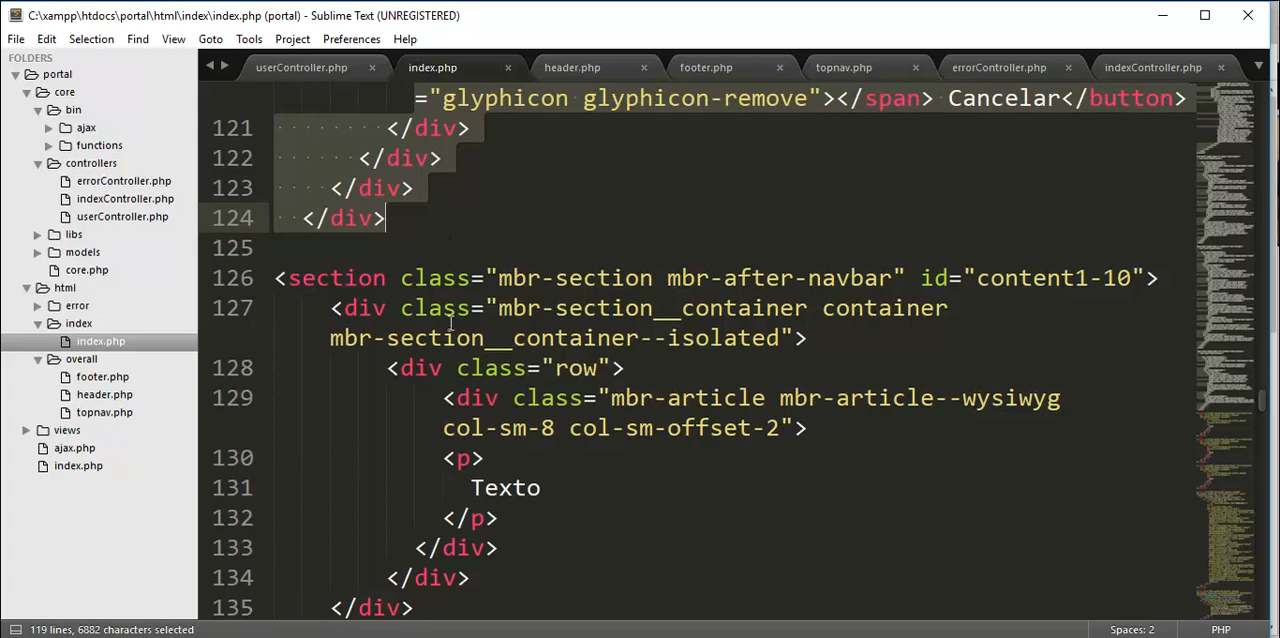 C:\xampp\htdocs\portal\html\index\index.php (portal) - Sublime Text (UNREGISTERED)
File Edit Selection Find View Goto Tools Project Preferences Help
FOLDERS
portal
core
bin
ajax
functions
controllers
errorController.php
indexController.php
userController.php
libs
models
core.php
html
error
index
index.php
overall
footer.php
header.php
topnav.php
views
ajax.php
index.php
userController.php × index.php × header.php × footer.php × topnav.php × errorController.php × indexController.php ×
="glyphicon glyphicon-remove"></span> Cancelar</button>
121 </div>
122 </div>
123 </div>
124 </div>
125
126 <section class="mbr-section mbr-after-navbar" id="content1-10">
127 <div class="mbr-section__container container
mbr-section__container--isolated">
128 <div class="row">
129 <div class="mbr-article mbr-article--wysiwyg
col-sm-8 col-sm-offset-2">
130 <p>
131 Texto
132 </p>
133 </div>
134 </div>
135 </div>
119 lines, 6882 characters selected
Spaces: 2 PHP